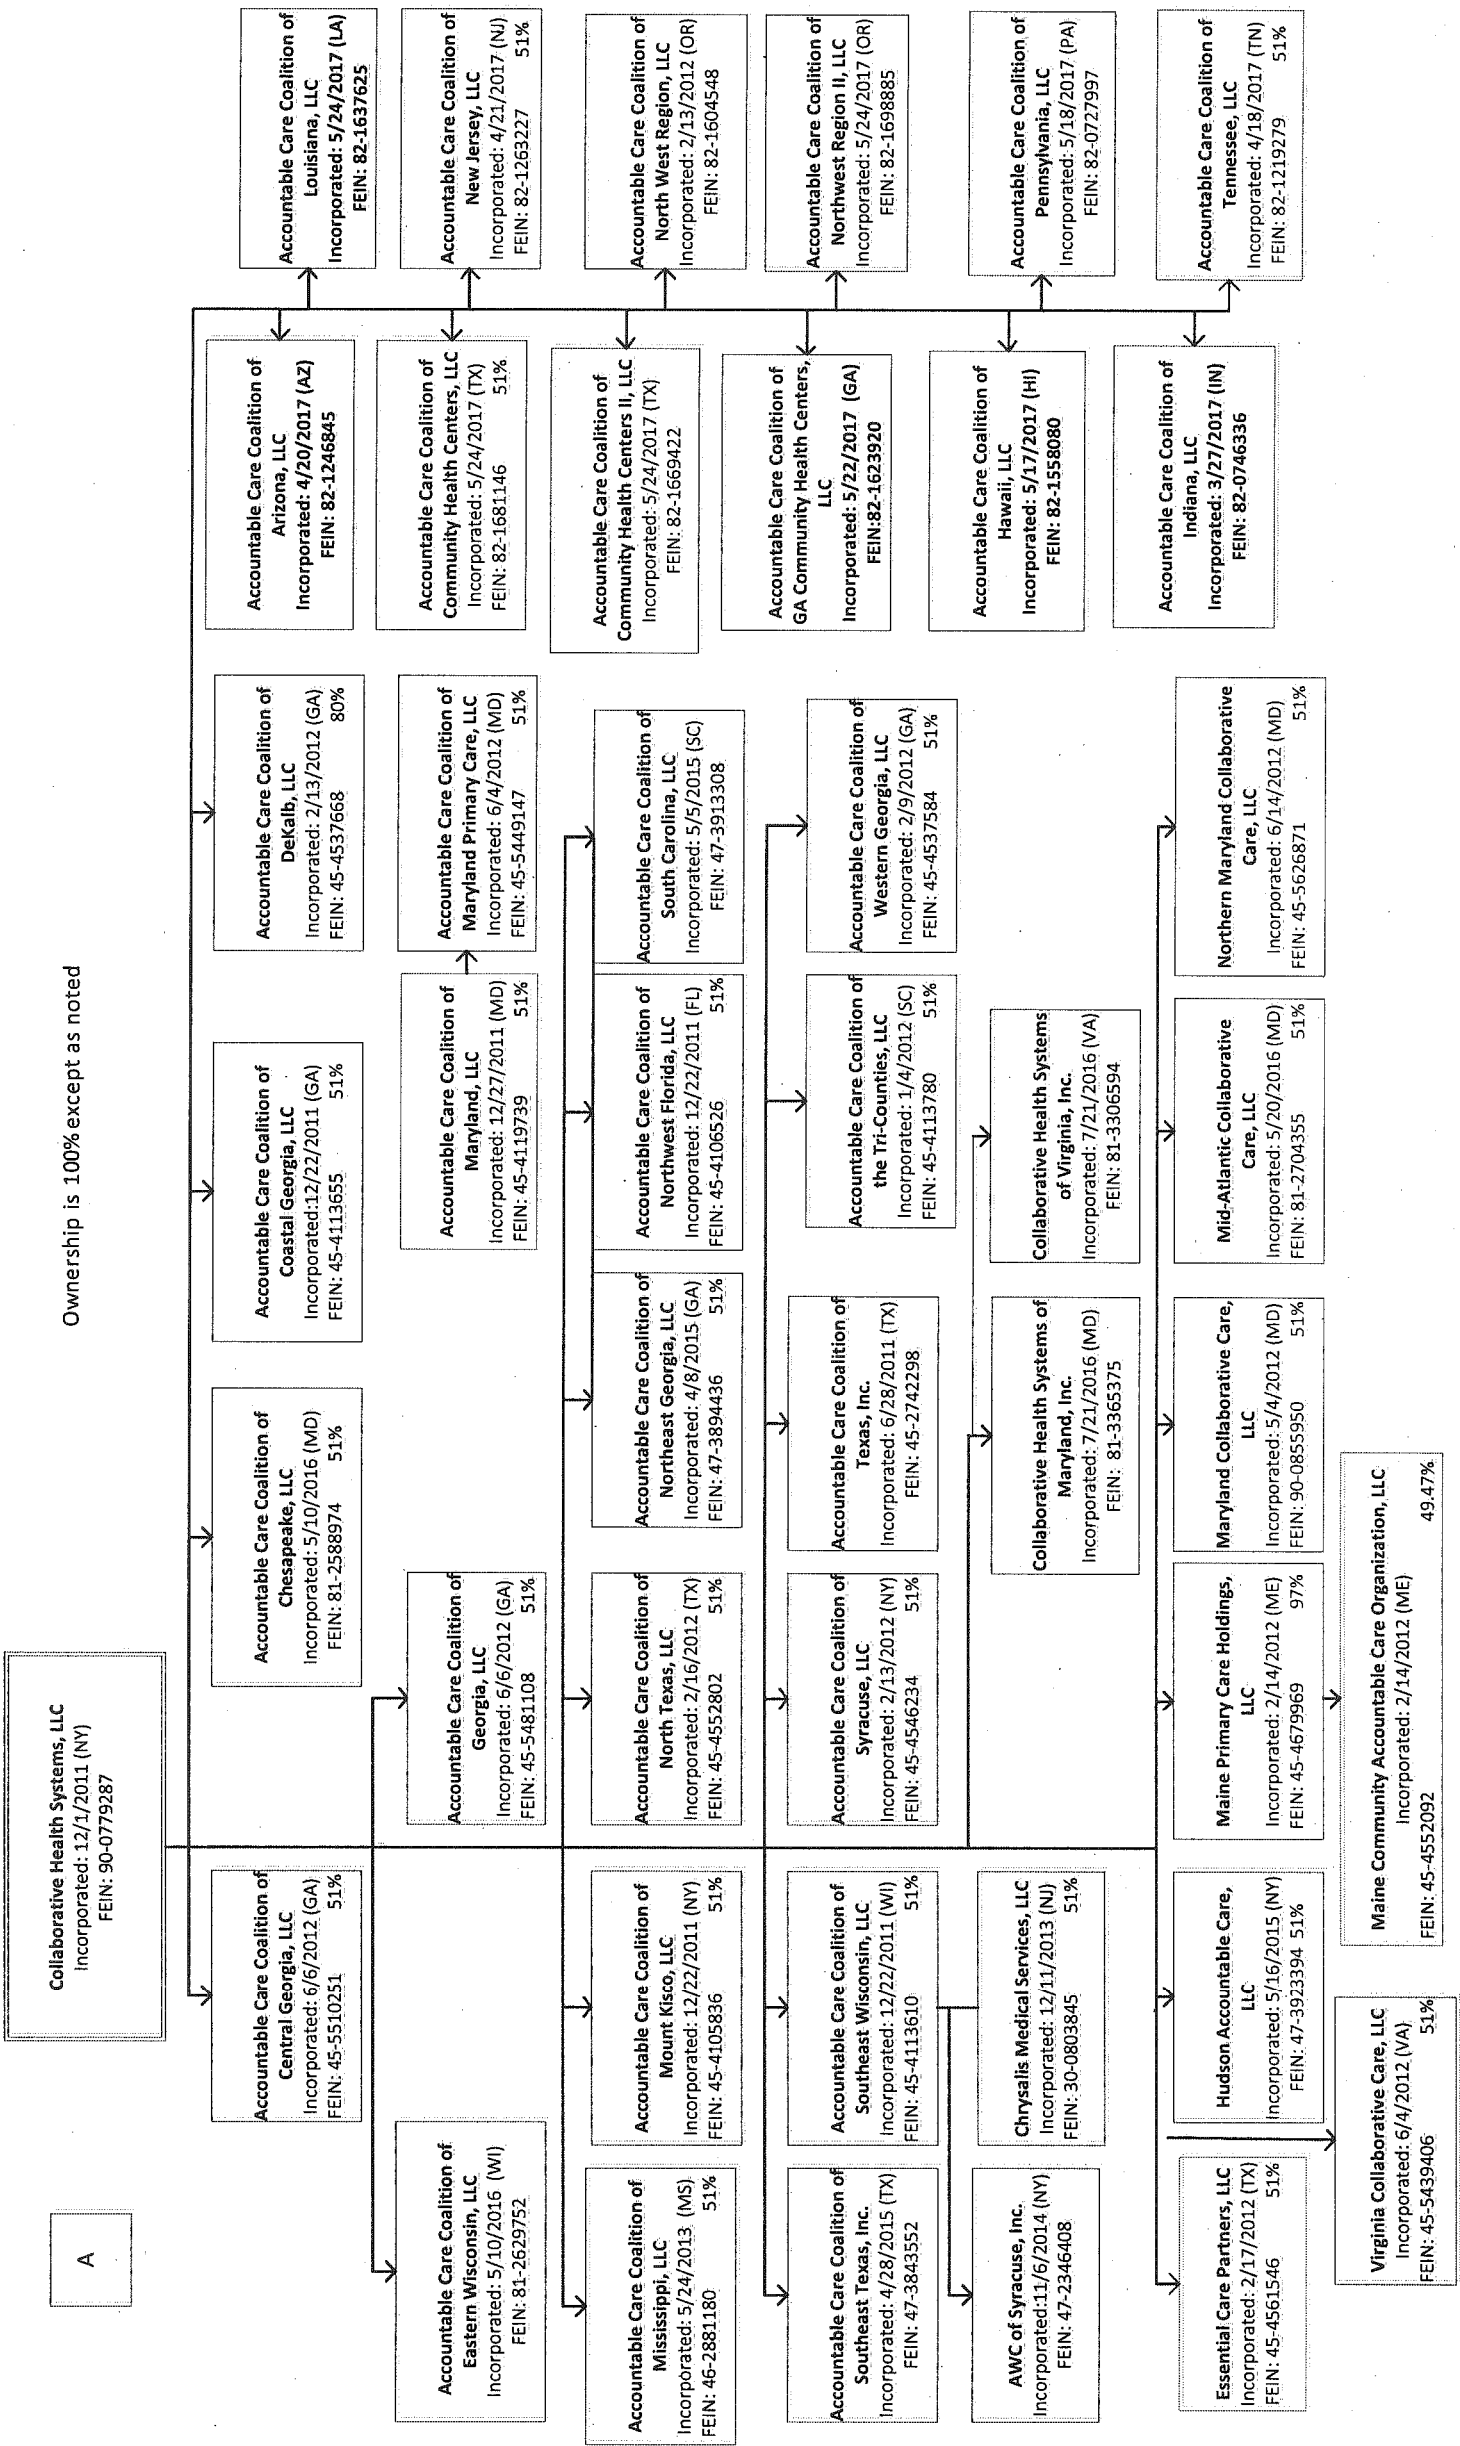 A
Ownership is 100% except as noted
Collaborative Health Systems, LLC
Incorporated: 12/1/2011 (NY)
FEIN: 90-0779287
Accountable Care Coalition of
Central Georgia, LLC
Incorporated: 6/6/2012 (GA)
FEIN: 45-5510251 51%
Accountable Care Coalition of
Chesapeake, LLC
Incorporated: 5/10/2016 (MD)
FEIN: 81-2588974 51%
Accountable Care Coalition of
Coastal Georgia, LLC
Incorporated:12/22/2011 (GA)
FEIN: 45-4113655 51%
Accountable Care Coalition of
DeKalb, LLC
Incorporated: 2/13/2012 (GA)
FEIN: 45-4537668 80%
Accountable Care Coalition of
Arizona, LLC
Incorporated: 4/20/2017 (AZ)
FEIN: 82-1246845
Accountable Care Coalition of
Louisiana, LLC
Incorporated: 5/24/2017 (LA)
FEIN: 82-1637625
Accountable Care Coalition of
Eastern Wisconsin, LLC
Incorporated: 5/10/2016 (WI)
FEIN: 81-2629752
Accountable Care Coalition of
Georgia, LLC
Incorporated: 6/6/2012 (GA)
FEIN: 45-5481108 51%
Accountable Care Coalition of
Maryland, LLC
Incorporated: 12/27/2011 (MD)
FEIN: 45-4119739 51%
Accountable Care Coalition of
Maryland Primary Care, LLC
Incorporated: 6/4/2012 (MD)
FEIN: 45-5449147 51%
Accountable Care Coalition of
Community Health Centers, LLC
Incorporated: 5/24/2017 (TX)
FEIN: 82-1681146 51%
Accountable Care Coalition of
New Jersey, LLC
Incorporated: 4/21/2017 (NJ)
FEIN: 82-1263227 51%
Accountable Care Coalition of
Mississippi, LLC
Incorporated: 5/24/2013 (MS)
FEIN: 46-2881180 51%
Accountable Care Coalition of
Mount Kisco, LLC
Incorporated: 12/22/2011 (NY)
FEIN: 45-4105836 51%
Accountable Care Coalition of
North Texas, LLC
Incorporated: 2/16/2012 (TX)
FEIN: 45-4552802 51%
Accountable Care Coalition of
Northeast Georgia, LLC
Incorporated: 4/8/2015 (GA)
FEIN: 47-3894436 51%
Accountable Care Coalition of
Northwest Florida, LLC
Incorporated: 12/22/2011 (FL)
FEIN: 45-4106526 51%
Accountable Care Coalition of
South Carolina, LLC
Incorporated: 5/5/2015 (SC)
FEIN: 47-3913308
Accountable Care Coalition of
Community Health Centers II, LLC
Incorporated: 5/24/2017 (TX)
FEIN: 82-1669422
Accountable Care Coalition of
North West Region, LLC
Incorporated: 2/13/2012 (OR)
FEIN: 82-1604548
Accountable Care Coalition of
Southeast Texas, Inc.
Incorporated: 4/28/2015 (TX)
FEIN: 47-3843552
Accountable Care Coalition of
Southeast Wisconsin, LLC
Incorporated: 12/22/2011 (WI)
FEIN: 45-4113610 51%
Accountable Care Coalition of
Syracuse, LLC
Incorporated: 2/13/2012 (NY)
FEIN: 45-4546234 51%
Accountable Care Coalition of
Texas, Inc.
Incorporated: 6/28/2011 (TX)
FEIN: 45-2742298
Accountable Care Coalition of
the Tri-Counties, LLC
Incorporated: 1/4/2012 (SC)
FEIN: 45-4113780 51%
Accountable Care Coalition of
Western Georgia, LLC
Incorporated: 2/9/2012 (GA)
FEIN: 45-4537584 51%
Accountable Care Coalition of
GA Community Health Centers,
LLC
Incorporated: 5/22/2017 (GA)
FEIN:82-1623920
Accountable Care Coalition of
Northwest Region II, LLC
Incorporated: 5/24/2017 (OR)
FEIN: 82-1698885
AWC of Syracuse, Inc.
Incorporated:11/6/2014 (NY)
FEIN: 47-2346408
Chrysalis Medical Services, LLC
Incorporated: 12/11/2013 (NJ)
FEIN: 30-0803845 51%
Collaborative Health Systems of
Maryland, Inc.
Incorporated: 7/21/2016 (MD)
FEIN: 81-3365375
Collaborative Health Systems
of Virginia, Inc.
Incorporated: 7/21/2016 (VA)
FEIN: 81-3306594
Accountable Care Coalition of
Hawaii, LLC
Incorporated: 5/17/2017 (HI)
FEIN: 82-1558080
Accountable Care Coalition of
Pennsylvania, LLC
Incorporated: 5/18/2017 (PA)
FEIN: 82-0727997
Essential Care Partners, LLC
Incorporated: 2/17/2012 (TX)
FEIN: 45-4561546 51%
Hudson Accountable Care,
LLC
Incorporated: 5/16/2015 (NY)
FEIN: 47-3923394 51%
Maine Primary Care Holdings,
LLC
Incorporated: 2/14/2012 (ME)
FEIN: 45-4679969 97%
Maryland Collaborative Care,
LLC
Incorporated: 5/4/2012 (MD)
FEIN: 90-0855950 51%
Mid-Atlantic Collaborative
Care, LLC
Incorporated: 5/20/2016 (MD)
FEIN: 81-2704355 51%
Northern Maryland Collaborative
Care, LLC
Incorporated: 6/14/2012 (MD)
FEIN: 45-5626871 51%
Accountable Care Coalition of
Indiana, LLC
Incorporated: 3/27/2017 (IN)
FEIN: 82-0746336
Accountable Care Coalition of
Tennessee, LLC
Incorporated: 4/18/2017 (TN)
FEIN: 82-1219279 51%
Virginia Collaborative Care, LLC
Incorporated: 6/4/2012 (VA)
FEIN: 45-5439406 51%
Maine Community Accountable Care Organization, LLC
Incorporated: 2/14/2012 (ME)
FEIN: 45-4552092 49.47%